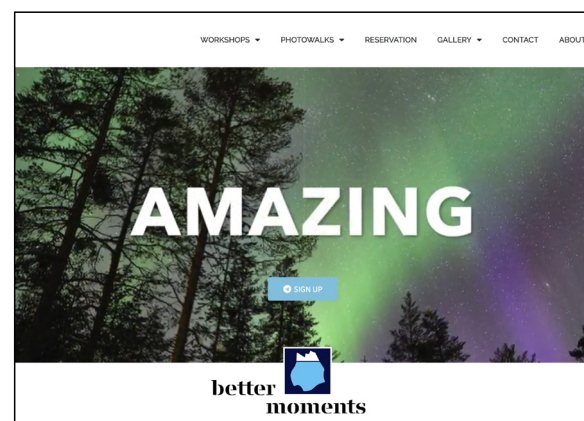 WORKSHOPS PHOTOWALKS RESERVATION GALLERY CONTACT ABOUT
AMAZING
SIGN UP
better
moments